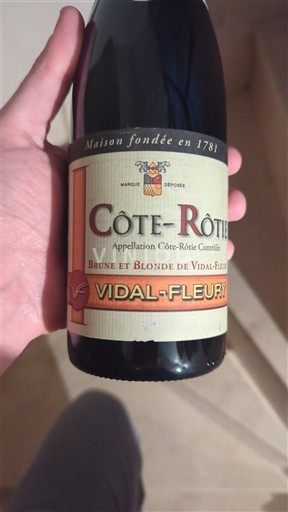 Maison fondée en 1781
MARQUE DÉPOSÉE
CÔTE-RÔTIE
Appellation Côte-Rôtie Contrôlée
BRUNE ET BLONDE DE VIDAL-FLEURY
VIDAL-FLEURY